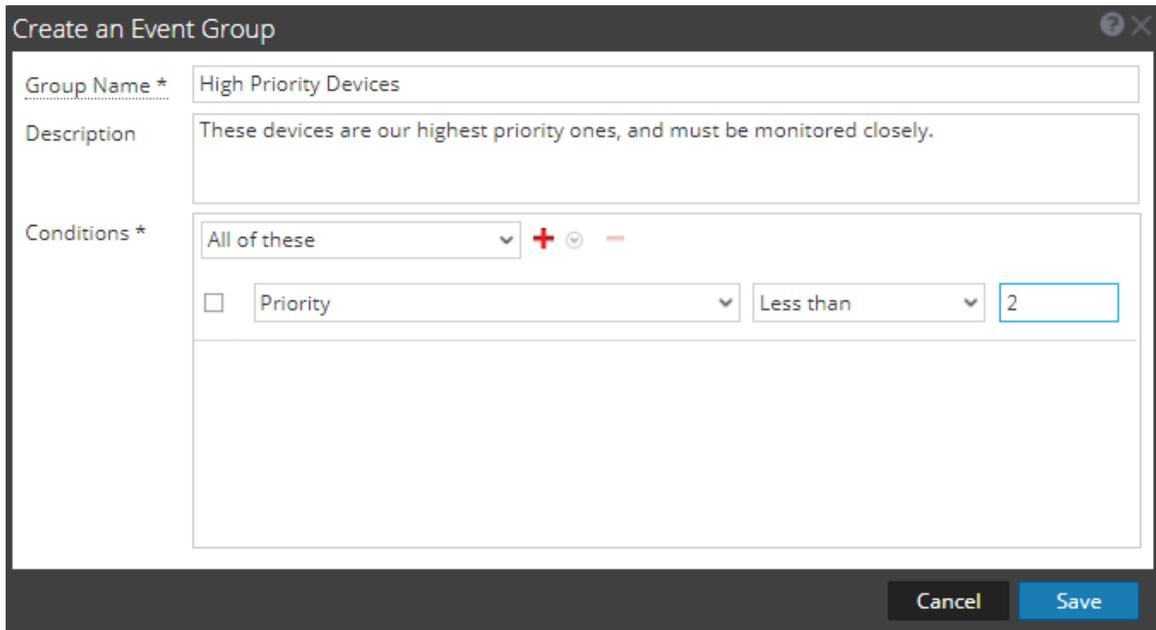 Create an Event Group
Group Name * High Priority Devices
Description These devices are our highest priority ones, and must be monitored closely.
Conditions * All of these
Priority Less than 2
Cancel Save